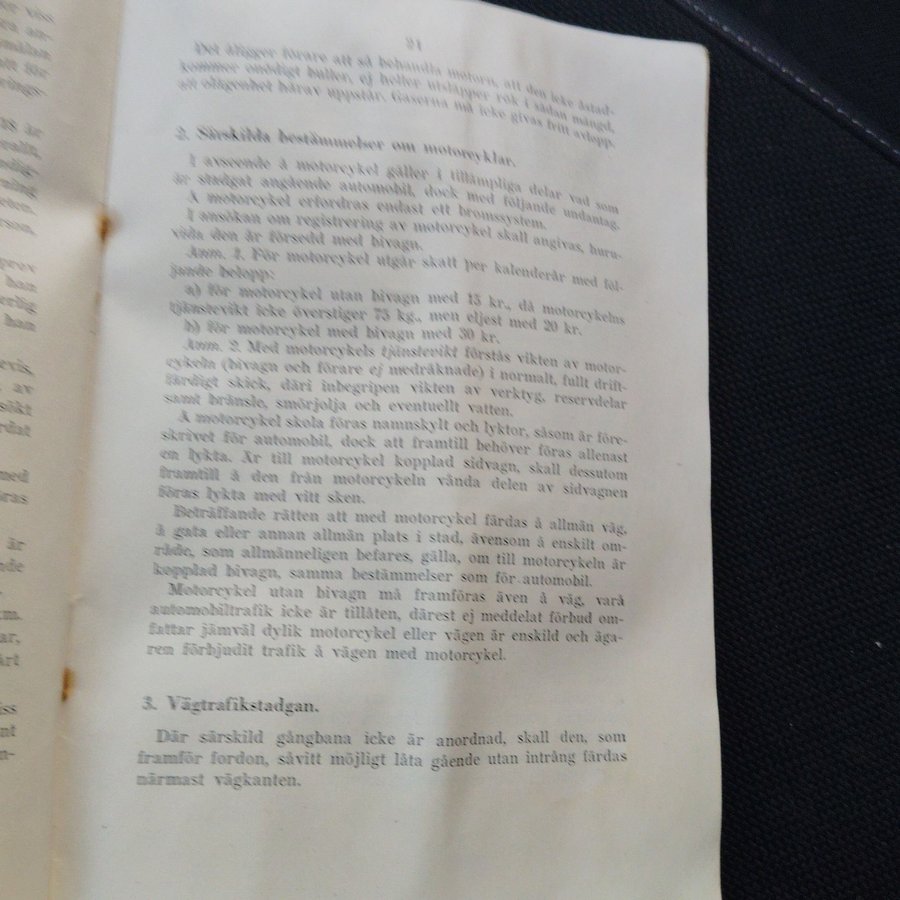 21
Det åligger förare att så behandla motorn, att den icke åstad-
kommer onödigt buller, ej heller utsläpper rök i sådan mängd,
att olägenhet härav uppstår. Gaserna må icke givas fritt avlopp.
2. Särskilda bestämmelser om motorcyklar.
I avseende å motorcykel gäller i tillämpliga delar vad som
är stadgat angående automobil, dock med följande undantag.
Å motorcykel erfordras endast ett bromssystem.
I ansökan om registrering av motorcykel skall angivas, huru-
vida den är försedd med bivagn.
Anm. 1. För motorcykel utgår skatt per kalenderår med föl-
jande belopp:
a) för motorcykel utan bivagn med 15 kr., då motorcykelns
tjänstevikt icke överstiger 75 kg., men eljest med 20 kr.
b) för motorcykel med bivagn med 30 kr.
Anm. 2. Med motorcykels tjänstevikt förstås vikten av motor-
cykeln (bivagn och förare ej medräknade) i normalt, fullt drift-
färdigt skick, däri inbegripen vikten av verktyg, reservdelar
samt bränsle, smörjolja och eventuellt vatten.
Å motorcykel skola föras namnskylt och lyktor, såsom är före-
skrivet för automobil, dock att framtill behöver föras allenast
en lykta. Är till motorcykel kopplad sidvagn, skall dessutom
framtill å den från motorcykeln vända delen av sidvagnen
föras lykta med vitt sken.
Beträffande rätten att med motorcykel färdas å allmän väg,
å gata eller annan allmän plats i stad, ävensom å enskilt om-
råde, som allmänneligen befares, gälla, om till motorcykeln är
kopplad bivagn, samma bestämmelser som för automobil.
Motorcykel utan bivagn må framföras även å väg, varå
automobiltrafik icke är tillåten, därest ej meddelat förbud om-
fattar jämväl dylik motorcykel eller vägen är enskild och äga-
ren förbjudit trafik å vägen med motorcykel.
3. Vägtrafikstadgan.
Där särskild gångbana icke är anordnad, skall den, som
framför fordon, såvitt möjligt låta gående utan intrång färdas
närmast vägkanten.